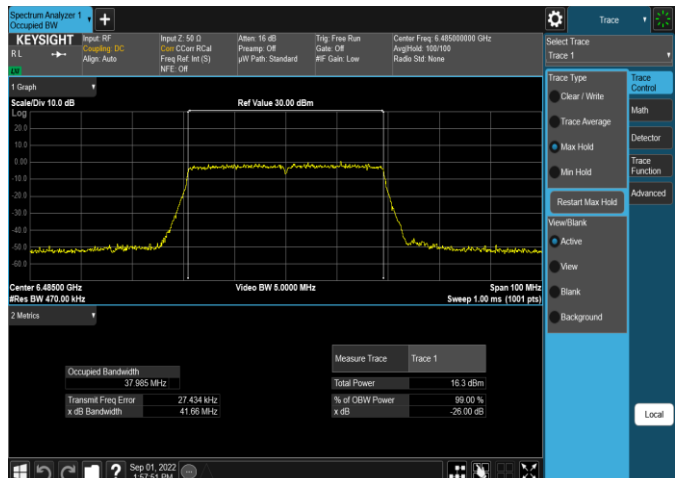 Spectrum Analyzer 1
Occupied BW
Trace
KEYSIGHT
R L
Input: RF
Coupling: DC
Align: Auto
Input Z: 50 Ω
Corr CCorr RCal
Freq Ref: Int (S)
NFE: Off
Atten: 16 dB
Preamp: Off
µW Path: Standard
Trig: Free Run
Gate: Off
#IF Gain: Low
Center Freq: 6.485000000 GHz
Avg|Hold: 100/100
Radio Std: None
Select Trace
Trace 1
1 Graph
Scale/Div 10.0 dB
Ref Value 30.00 dBm
Log
20.0
10.0
0.00
-10.0
-20.0
-30.0
-40.0
-50.0
-60.0
Center 6.48500 GHz
#Res BW 470.00 kHz
Video BW 5.0000 MHz
Span 100 MHz
Sweep 1.00 ms (1001 pts)
Trace Type
Clear / Write
Trace Average
Max Hold
Min Hold
Restart Max Hold
View/Blank
Active
View
Blank
Background
Trace
Control
Math
Detector
Trace
Function
Advanced
Local
2 Metrics
Occupied Bandwidth
37.985 MHz
Transmit Freq Error 27.434 kHz
x dB Bandwidth 41.66 MHz
Measure Trace Trace 1
Total Power 16.3 dBm
% of OBW Power 99.00 %
x dB -26.00 dB
?
Sep 01, 2022
1:57:51 PM